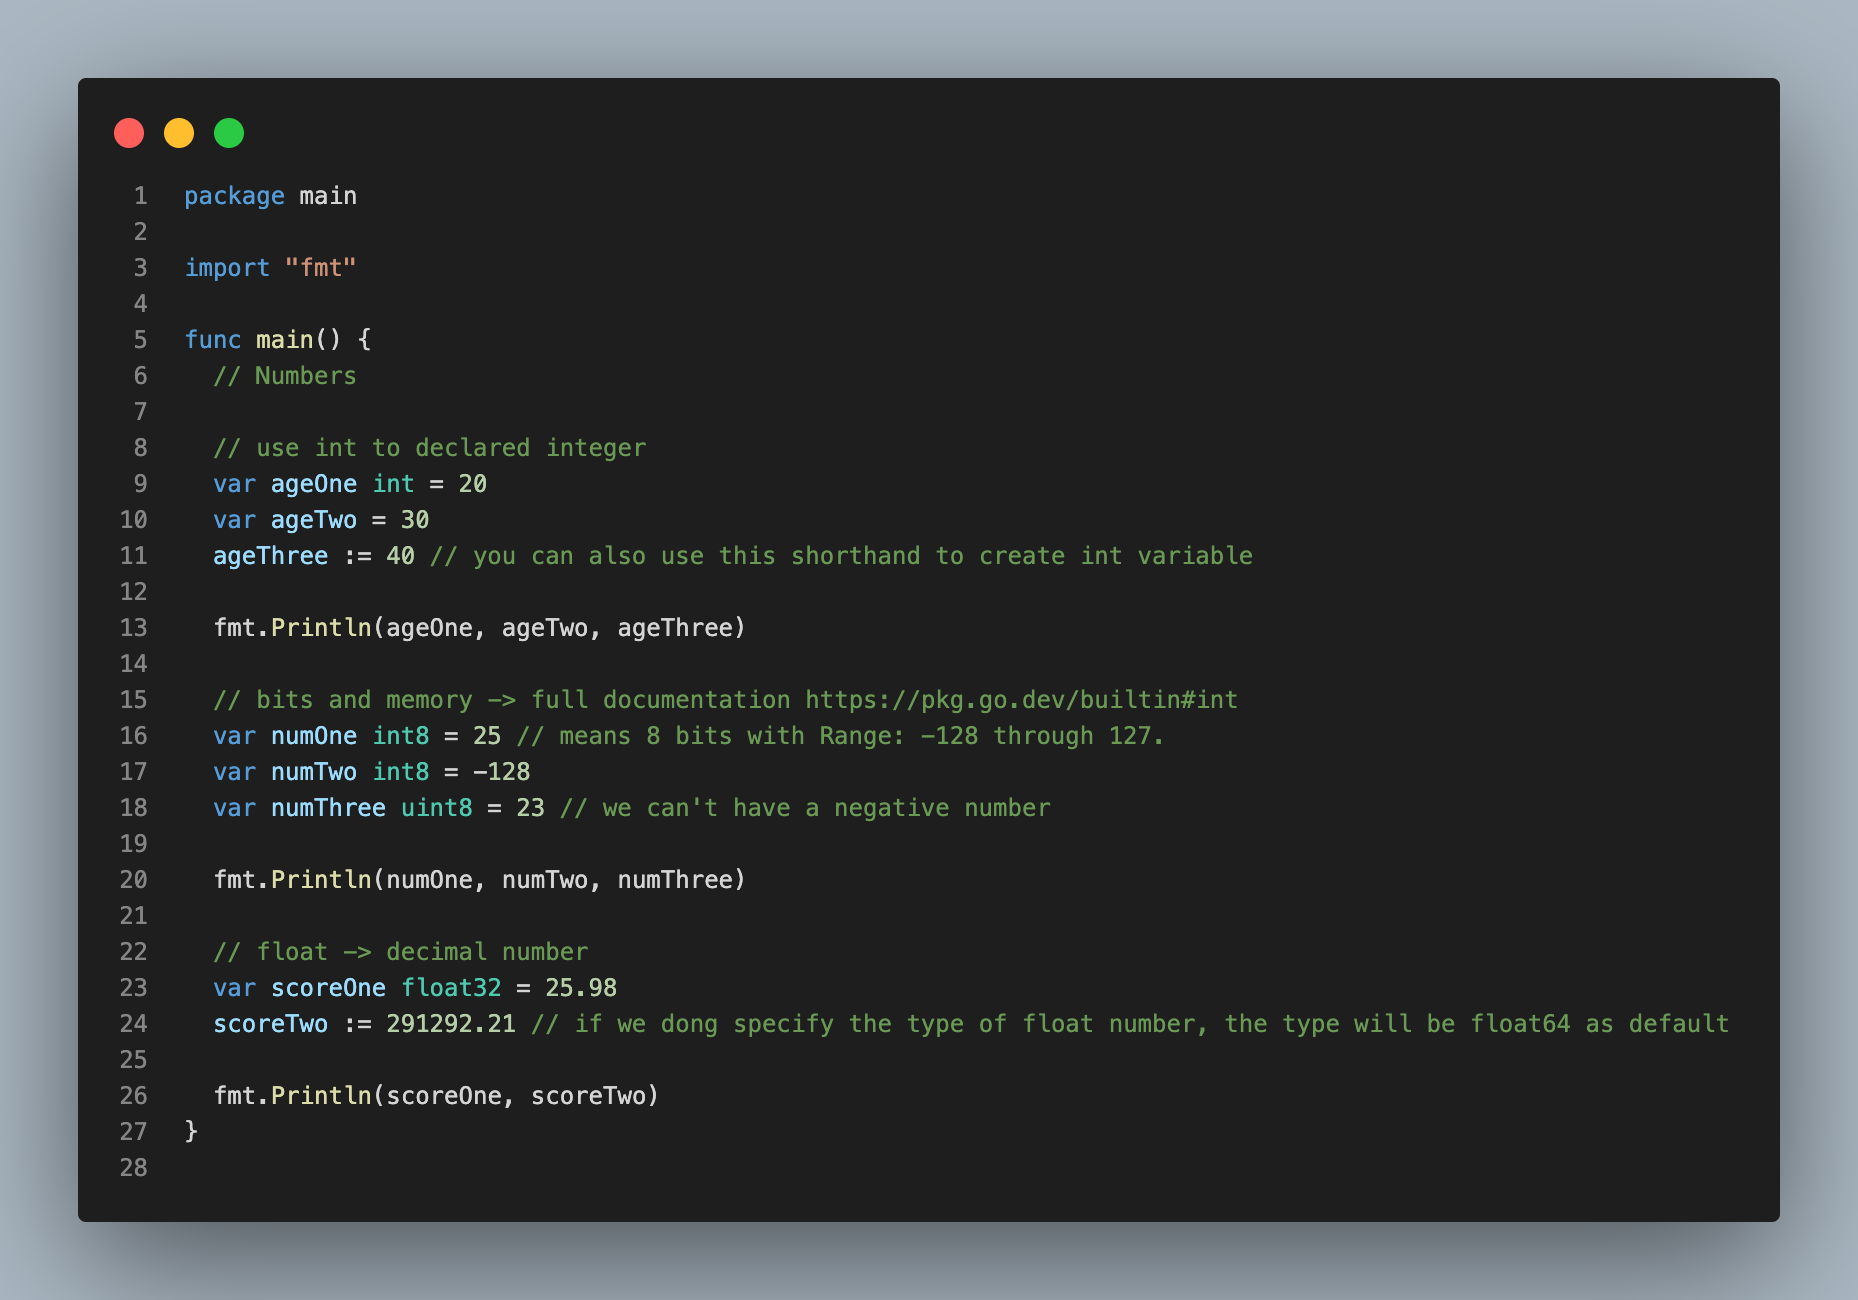 1 package main
2
3 import "fmt"
4
5 func main() {
6   // Numbers
7
8   // use int to declared integer
9   var ageOne int = 20
10   var ageTwo = 30
11   ageThree := 40 // you can also use this shorthand to create int variable
12
13   fmt.Println(ageOne, ageTwo, ageThree)
14
15   // bits and memory -> full documentation https://pkg.go.dev/builtin#int
16   var numOne int8 = 25 // means 8 bits with Range: -128 through 127.
17   var numTwo int8 = -128
18   var numThree uint8 = 23 // we can't have a negative number
19
20   fmt.Println(numOne, numTwo, numThree)
21
22   // float -> decimal number
23   var scoreOne float32 = 25.98
24   scoreTwo := 291292.21 // if we dong specify the type of float number, the type will be float64 as default
25
26   fmt.Println(scoreOne, scoreTwo)
27 }
28